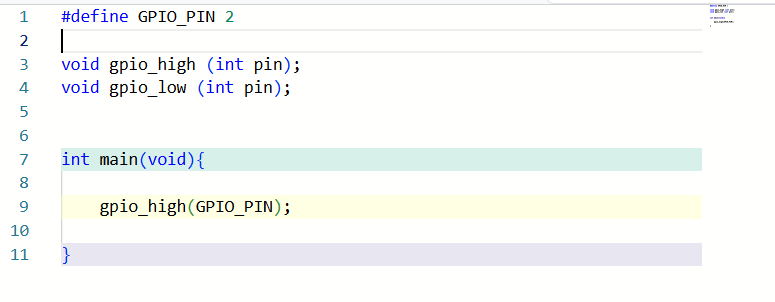 1 #define GPIO_PIN 2
2
3 void gpio_high (int pin);
4 void gpio_low (int pin);
5
6
7 int main(void){
8
9     gpio_high(GPIO_PIN);
10
11 }